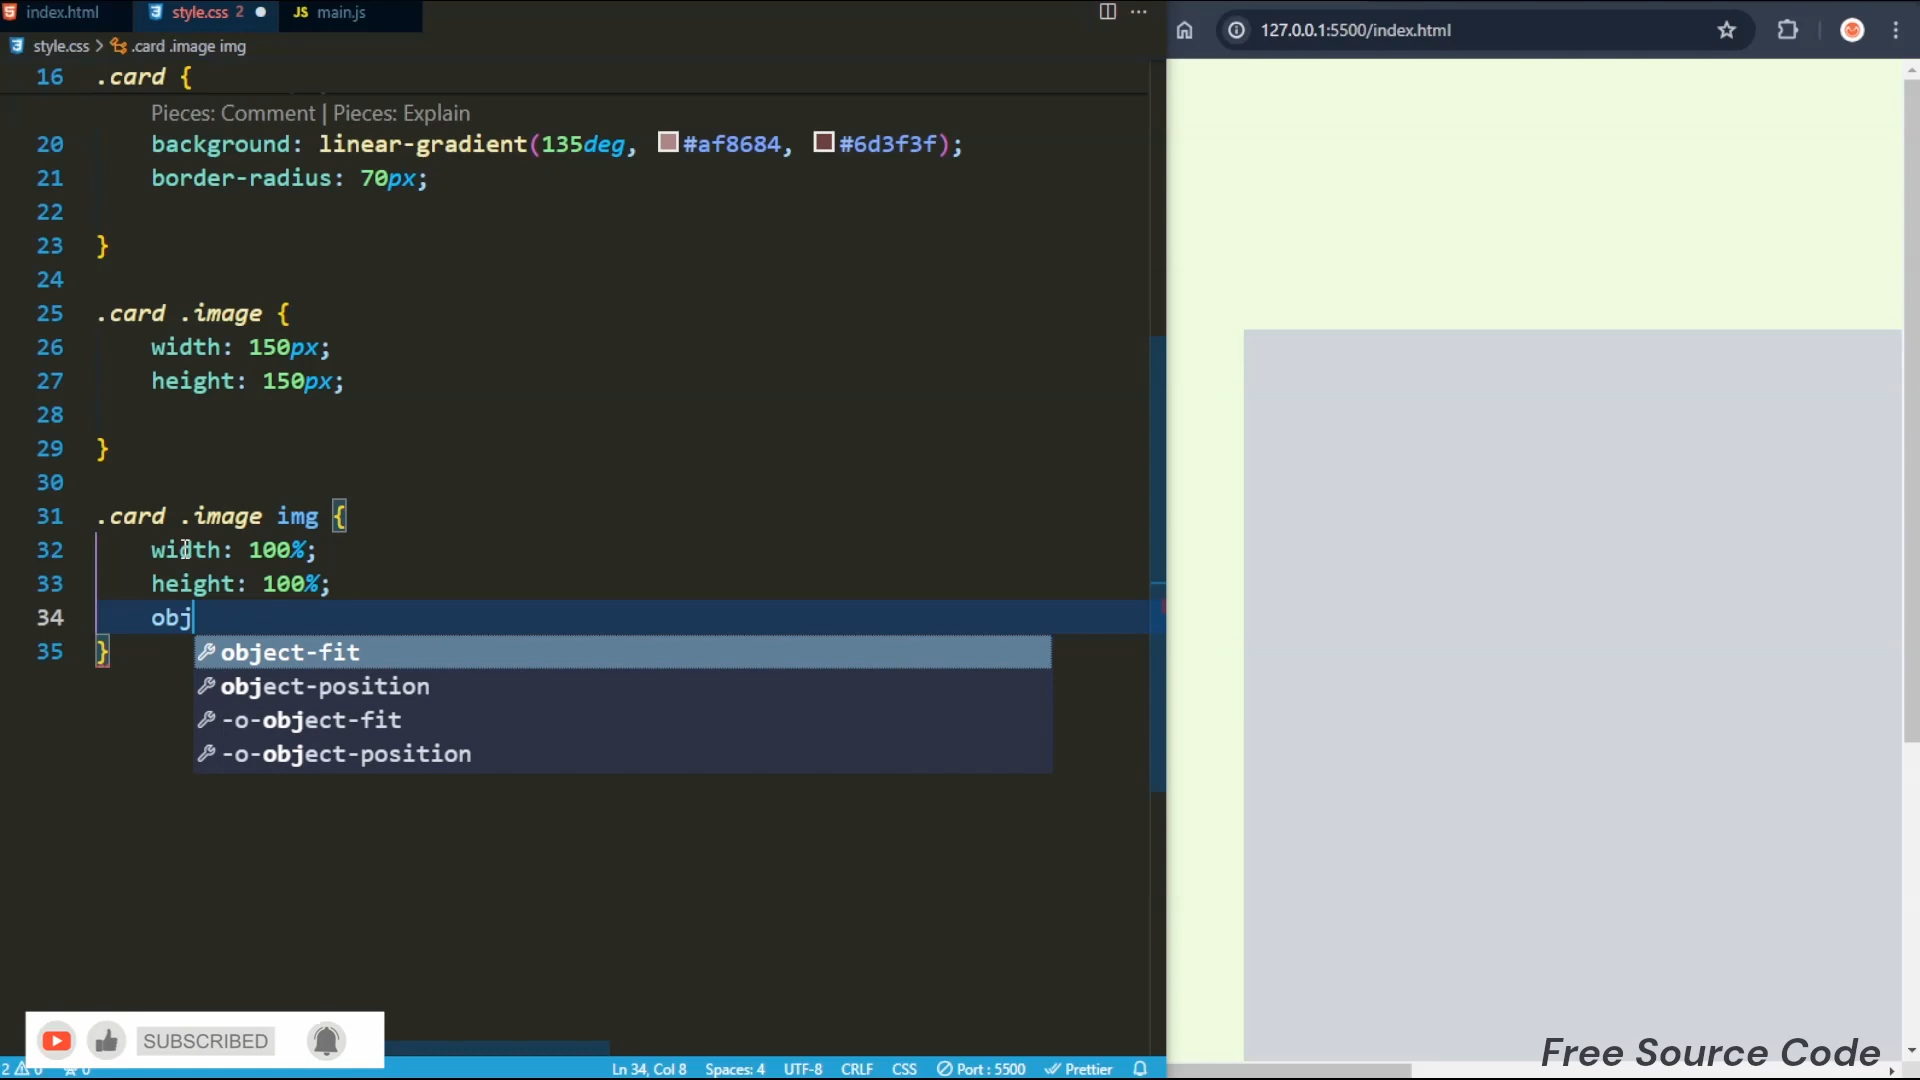 index.html
style.css 2
JS main.js
127.0.0.1:5500/index.html
style.css > .card .image img
16 .card {
Pieces: Comment | Pieces: Explain
20 background: linear-gradient(135deg, #af8684, #6d3f3f);
21 border-radius: 70px;
22
23 }
24
25 .card .image {
26 width: 150px;
27 height: 150px;
28
29 }
30
31 .card .image img {
32 width: 100%;
33 height: 100%;
34 obj
35 }
object-fit
object-position
-o-object-fit
-o-object-position
SUBSCRIBED
Free Source Code
Ln 34, Col 8 Spaces: 4 UTF-8 CRLF CSS Port : 5500 Prettier